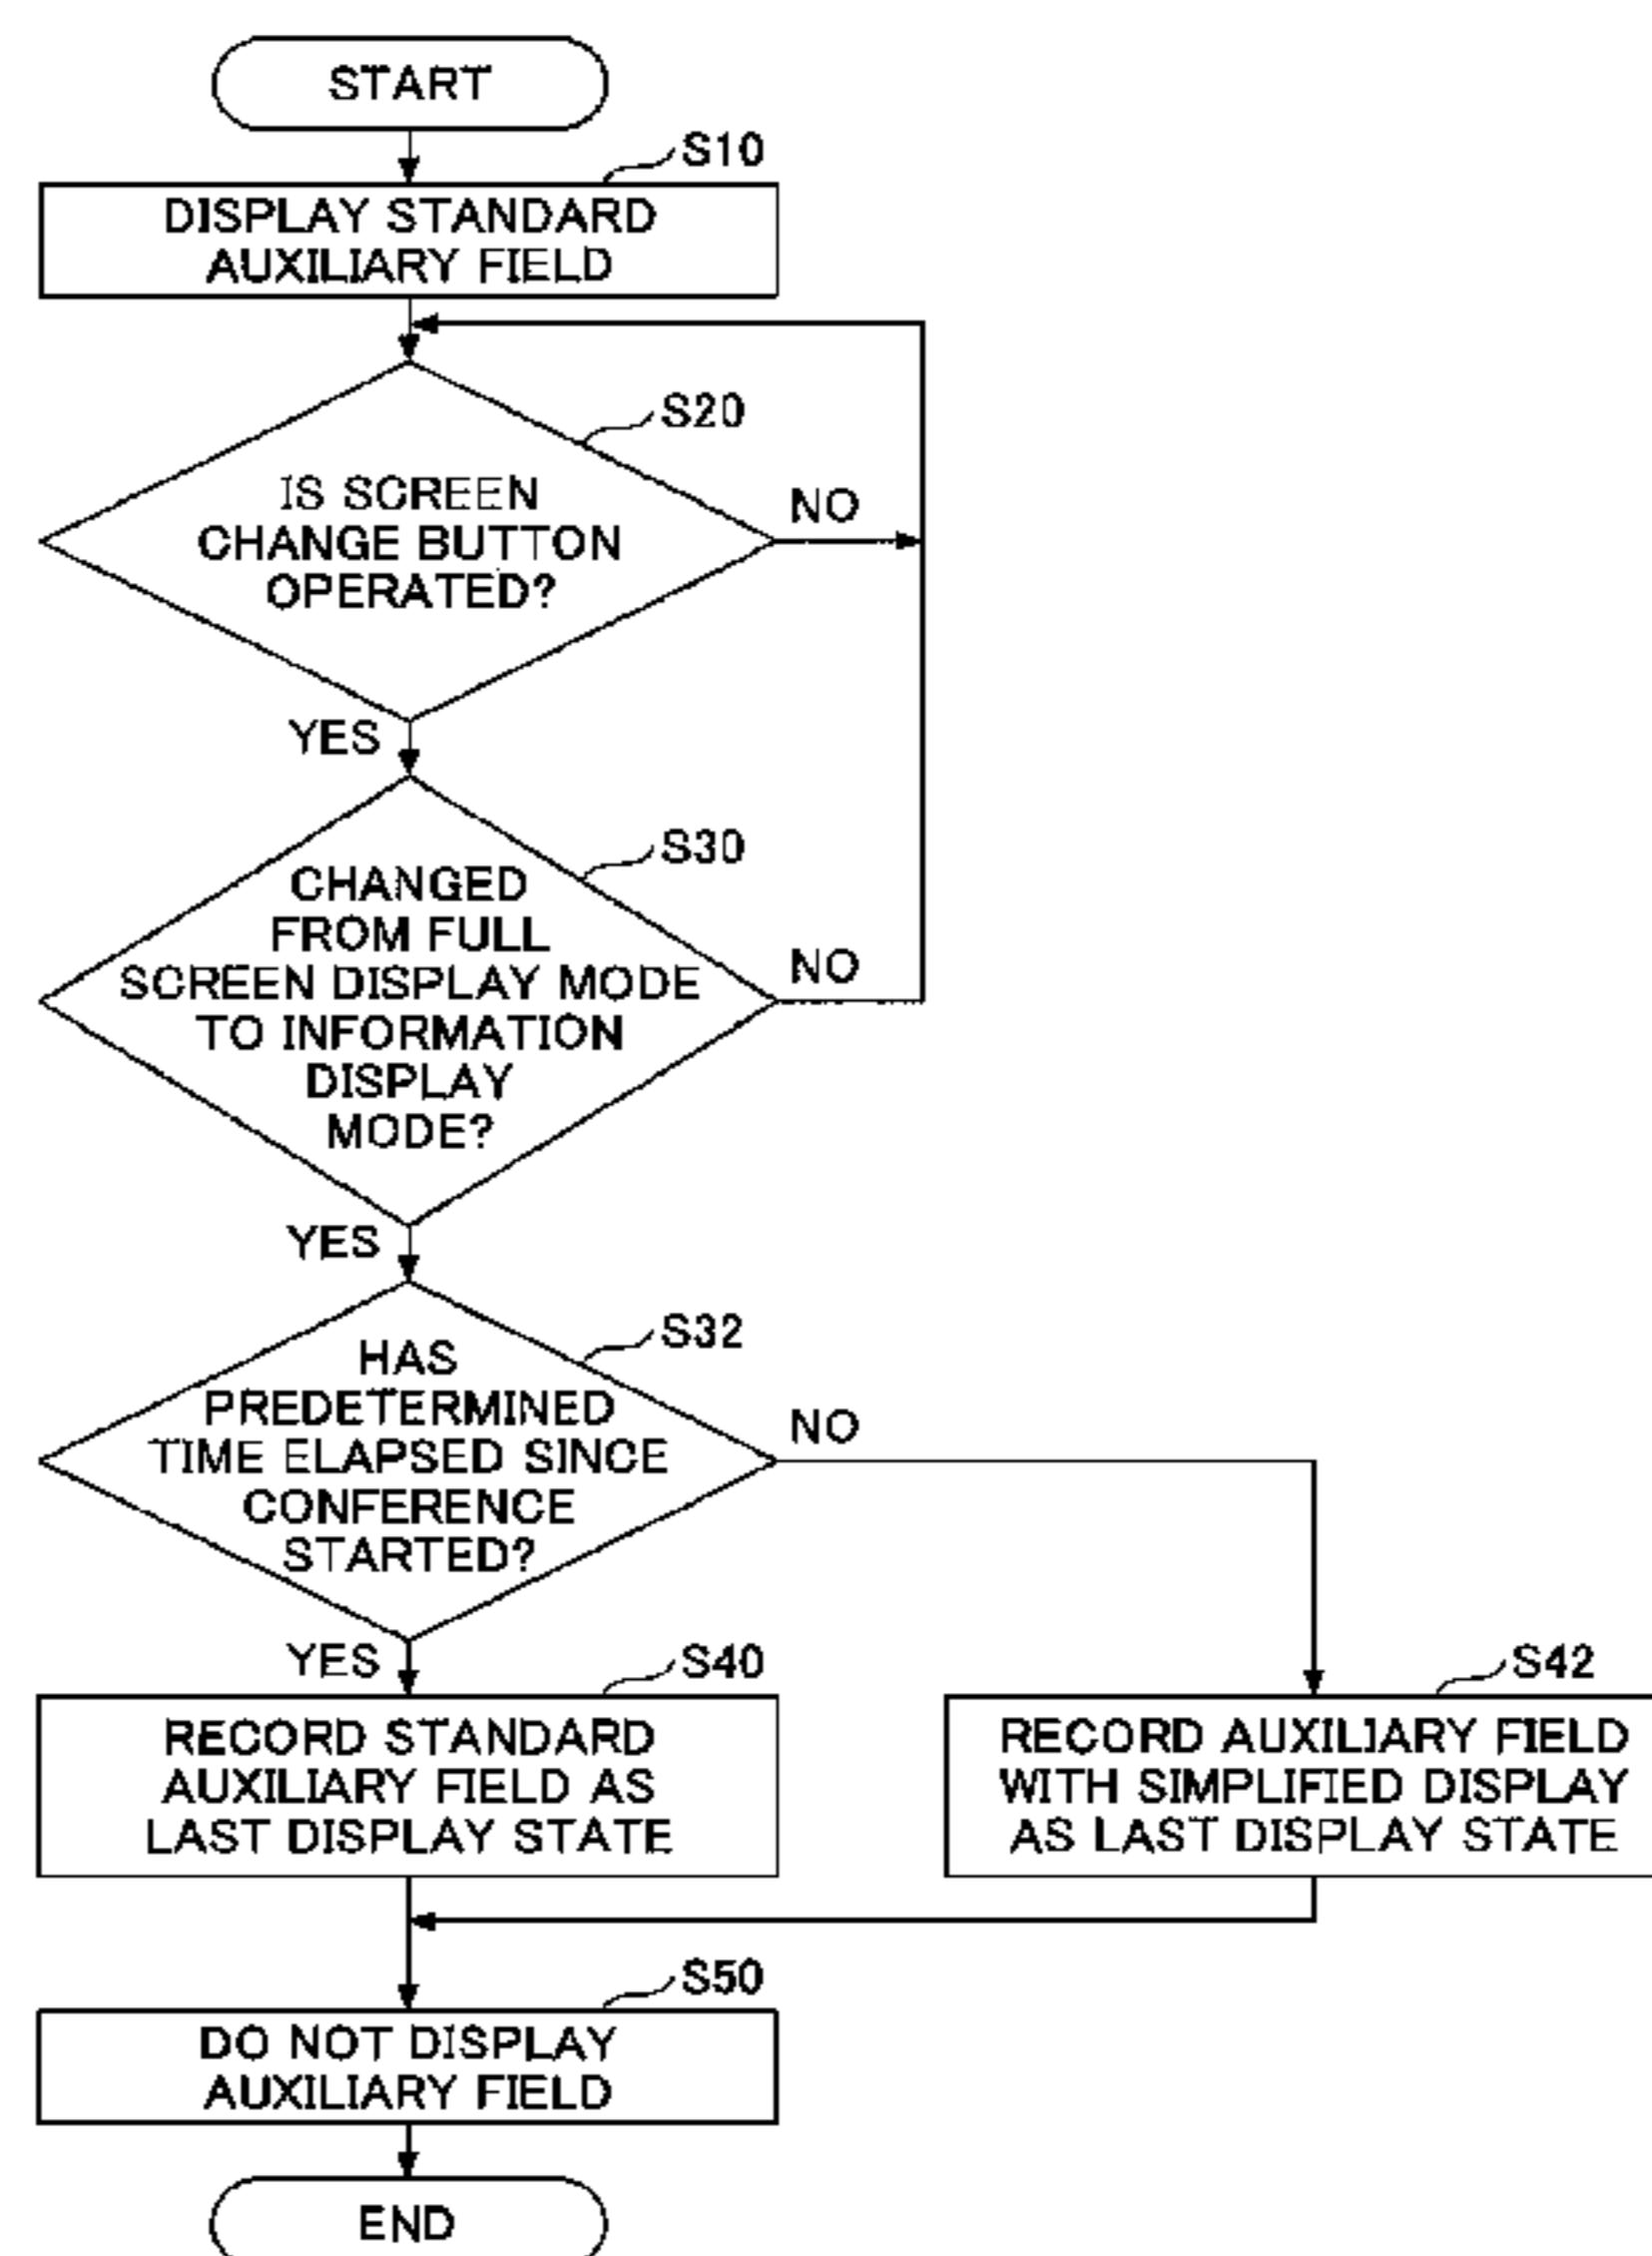 START
S10
DISPLAY STANDARD
AUXILIARY FIELD
S20
IS SCREEN
CHANGE BUTTON
OPERATED?
NO
YES
S30
CHANGED
FROM FULL
SCREEN DISPLAY MODE
TO INFORMATION
DISPLAY
MODE?
NO
YES
S32
HAS
PREDETERMINED
TIME ELAPSED SINCE
CONFERENCE
STARTED?
NO
YES
S40
RECORD STANDARD
AUXILIARY FIELD AS
LAST DISPLAY STATE
S42
RECORD AUXILIARY FIELD
WITH SIMPLIFIED DISPLAY
AS LAST DISPLAY STATE
S50
DO NOT DISPLAY
AUXILIARY FIELD
END